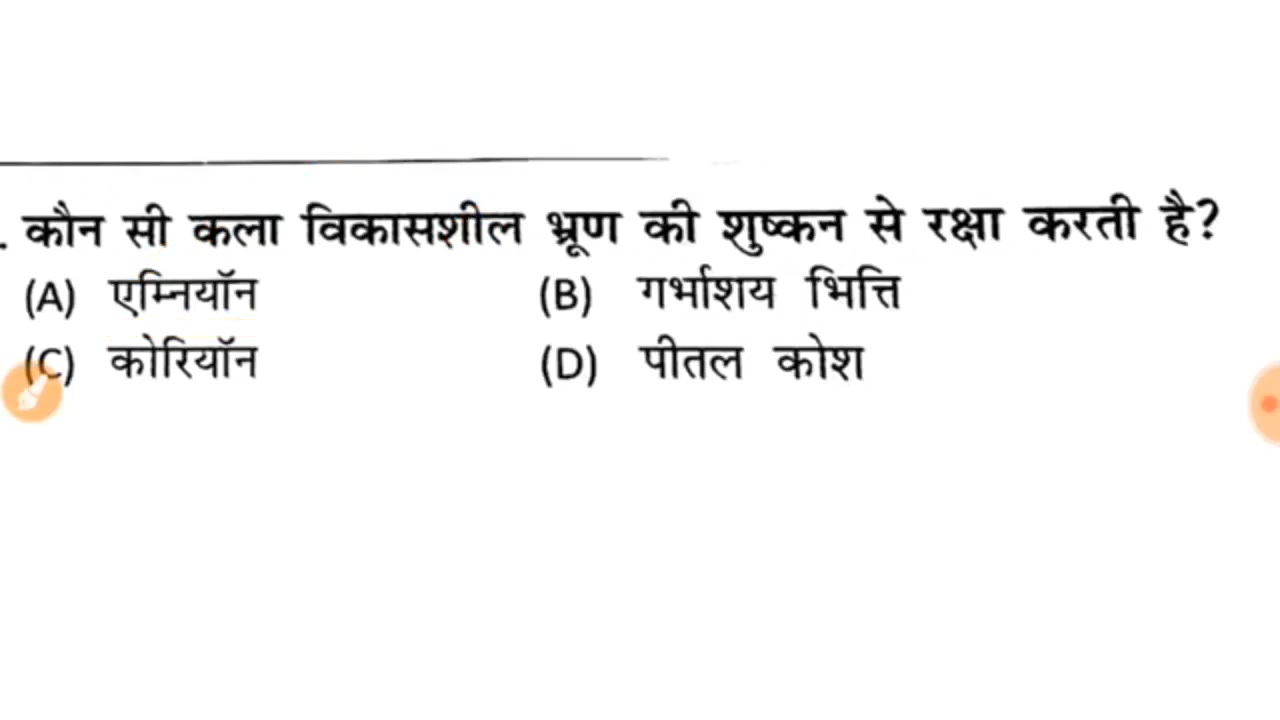 . कौन सी कला विकासशील भ्रूण की शुष्कन से रक्षा करती है?
(A) एम्नियॉन (B) गर्भाशय भित्ति
(C) कोरियॉन (D) पीतल कोश